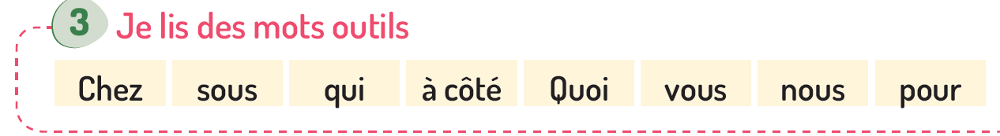 3 Je lis des mots outils
Chez sous qui à côté Quoi vous nous pour